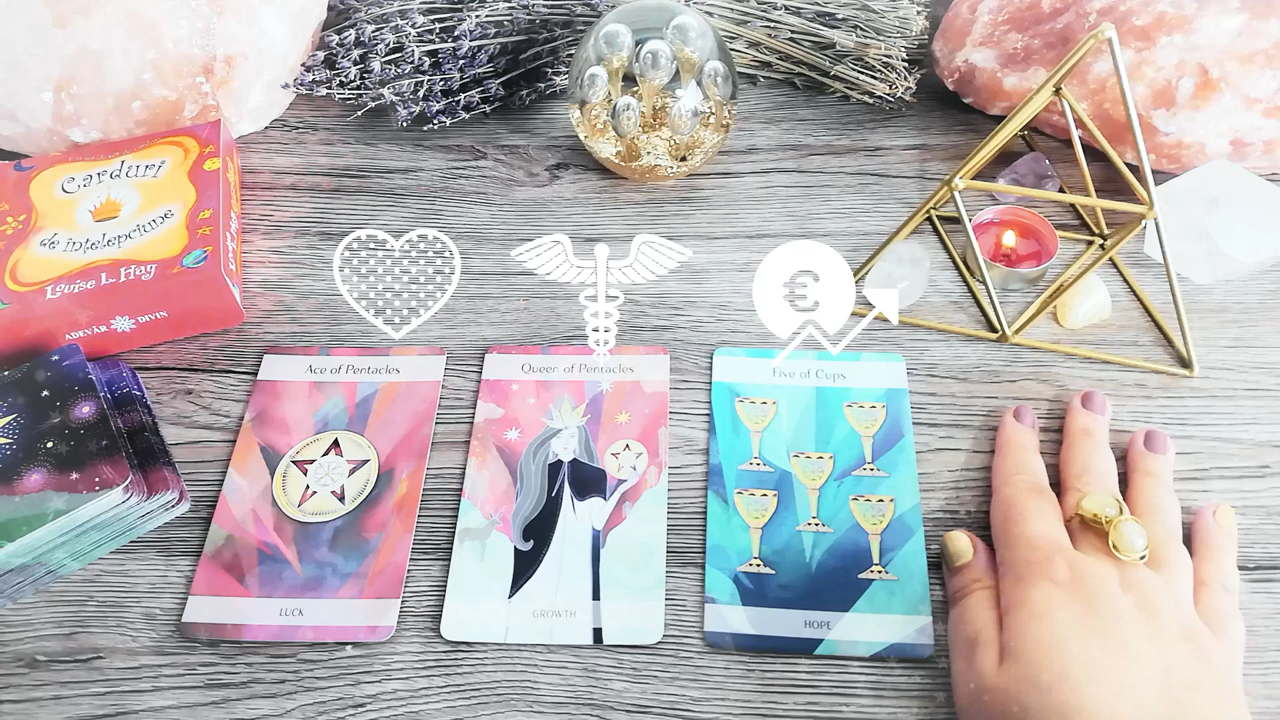 Carduri
de înțelepciune
Louise L. Hay
ADEVĂR DIVIN
€
Ace of Pentacles
LUCK
Queen of Pentacles
GROWTH
Five of Cups
HOPE